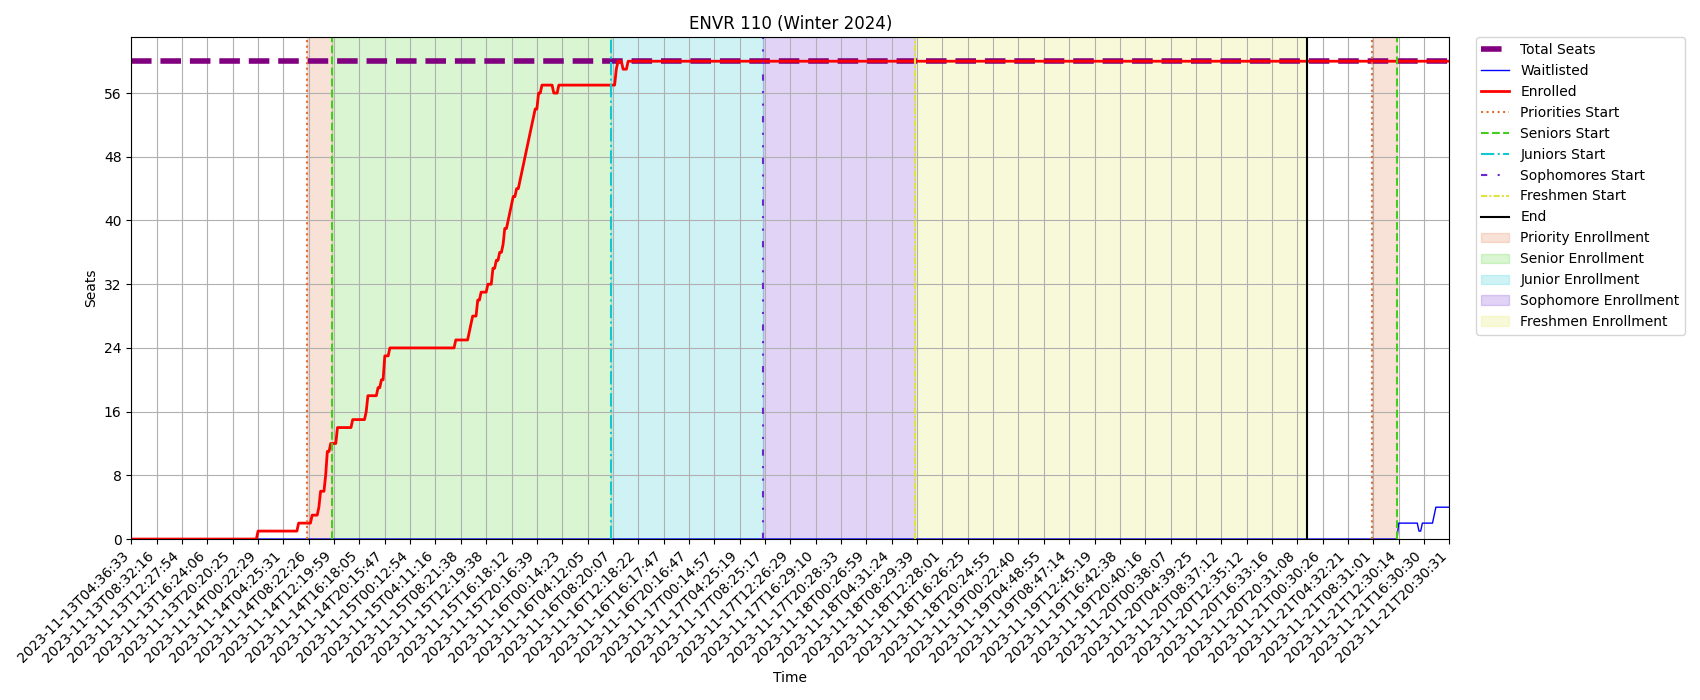 ENVR 110 (Winter 2024)
Seats
56
48
40
32
24
16
8
0
2023-11-13T04:36:33
2023-11-13T08:32:16
2023-11-13T12:27:54
2023-11-13T16:24:06
2023-11-13T20:20:25
2023-11-14T00:22:29
2023-11-14T04:25:31
2023-11-14T08:22:26
2023-11-14T12:19:59
2023-11-14T16:18:05
2023-11-14T20:15:47
2023-11-15T00:12:54
2023-11-15T04:11:16
2023-11-15T08:21:38
2023-11-15T12:19:38
2023-11-15T16:18:12
2023-11-15T20:16:39
2023-11-16T00:14:23
2023-11-16T04:12:05
2023-11-16T08:20:07
2023-11-16T12:18:22
2023-11-16T16:17:47
2023-11-16T20:16:47
2023-11-17T00:14:57
2023-11-17T04:25:19
2023-11-17T08:25:17
2023-11-17T12:26:29
2023-11-17T16:29:10
2023-11-17T20:28:33
2023-11-18T00:26:59
2023-11-18T04:31:24
2023-11-18T08:29:39
2023-11-18T12:28:01
2023-11-18T16:26:25
2023-11-18T20:24:55
2023-11-19T00:22:40
2023-11-19T04:48:55
2023-11-19T08:47:14
2023-11-19T12:45:19
2023-11-19T16:42:38
2023-11-19T20:40:16
2023-11-20T00:38:07
2023-11-20T04:39:25
2023-11-20T08:37:12
2023-11-20T12:35:12
2023-11-20T16:33:16
2023-11-20T20:31:08
2023-11-21T00:30:26
2023-11-21T04:32:21
2023-11-21T08:31:01
2023-11-21T12:30:14
2023-11-21T16:30:30
2023-11-21T20:30:31
Time
Total Seats
Waitlisted
Enrolled
Priorities Start
Seniors Start
Juniors Start
Sophomores Start
Freshmen Start
End
Priority Enrollment
Senior Enrollment
Junior Enrollment
Sophomore Enrollment
Freshmen Enrollment